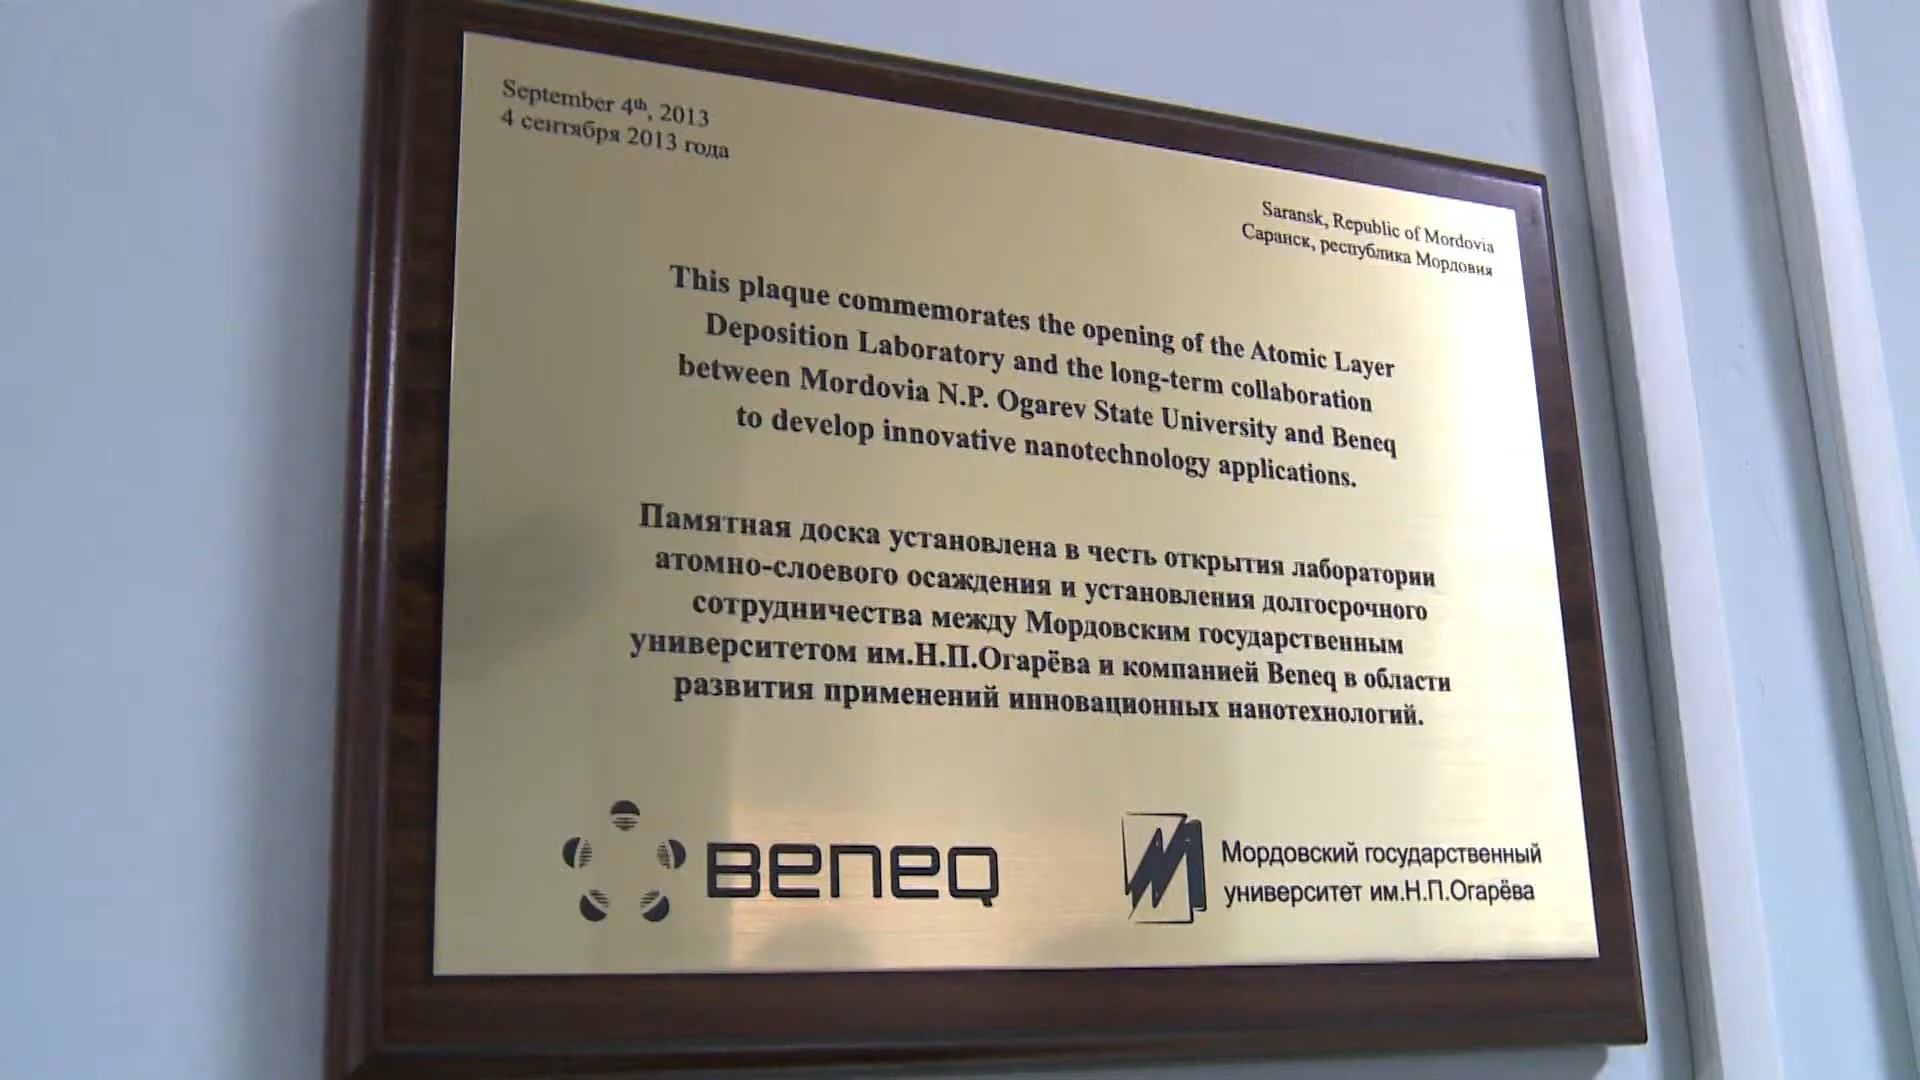 September 4th, 2013
4 сентября 2013 года
Saransk, Republic of Mordovia
Саранск, республика Мордовия
This plaque commemorates the opening of the Atomic Layer
Deposition Laboratory and the long-term collaboration
between Mordovia N.P. Ogarev State University and Beneq
to develop innovative nanotechnology applications.
Памятная доска установлена в честь открытия лаборатории
атомно-слоевого осаждения и установления долгосрочного
сотрудничества между Мордовским государственным
университетом им.Н.П.Огарёва и компанией Beneq в области
развития применений инновационных нанотехнологий.
Beneq
Мордовский государственный
университет им.Н.П.Огарёва